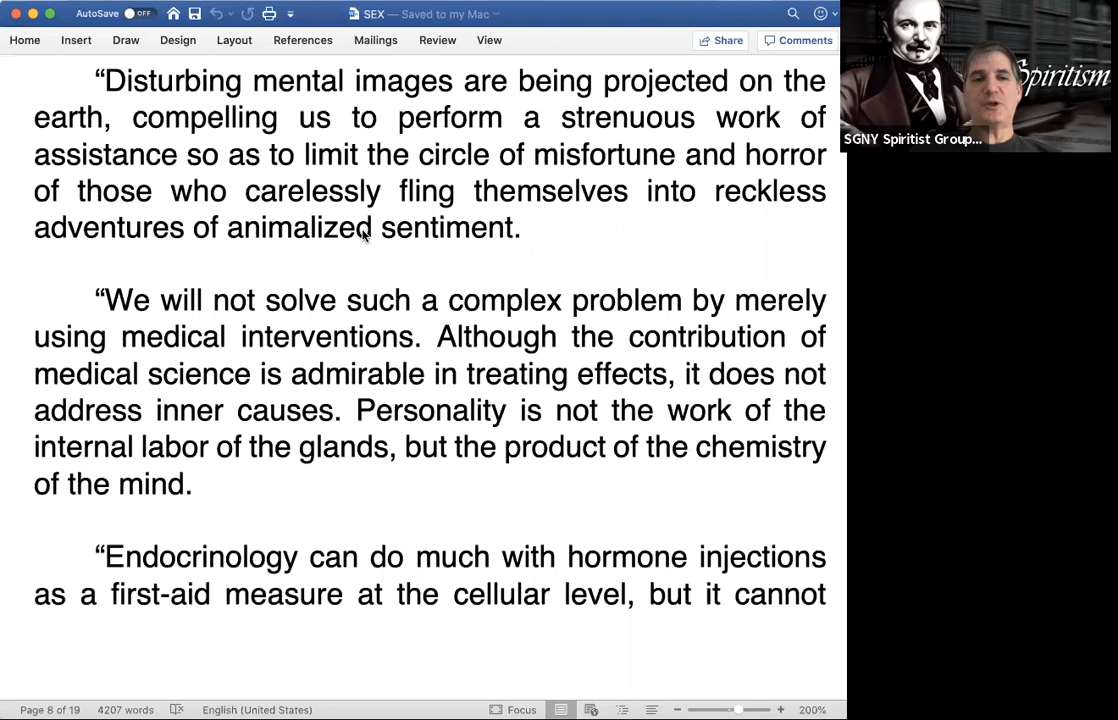 AutoSave OFF
SEX — Saved to my Mac
Home Insert Draw Design Layout References Mailings Review View Share Comments
“Disturbing mental images are being projected on the
earth, compelling us to perform a strenuous work of
assistance so as to limit the circle of misfortune and horror
of those who carelessly fling themselves into reckless
adventures of animalized sentiment.
“We will not solve such a complex problem by merely
using medical interventions. Although the contribution of
medical science is admirable in treating effects, it does not
address inner causes. Personality is not the work of the
internal labor of the glands, but the product of the chemistry
of the mind.
“Endocrinology can do much with hormone injections
as a first-aid measure at the cellular level, but it cannot
Page 8 of 19 4207 words English (United States) Focus 200%
Spiritism
SGNY Spiritist Group...